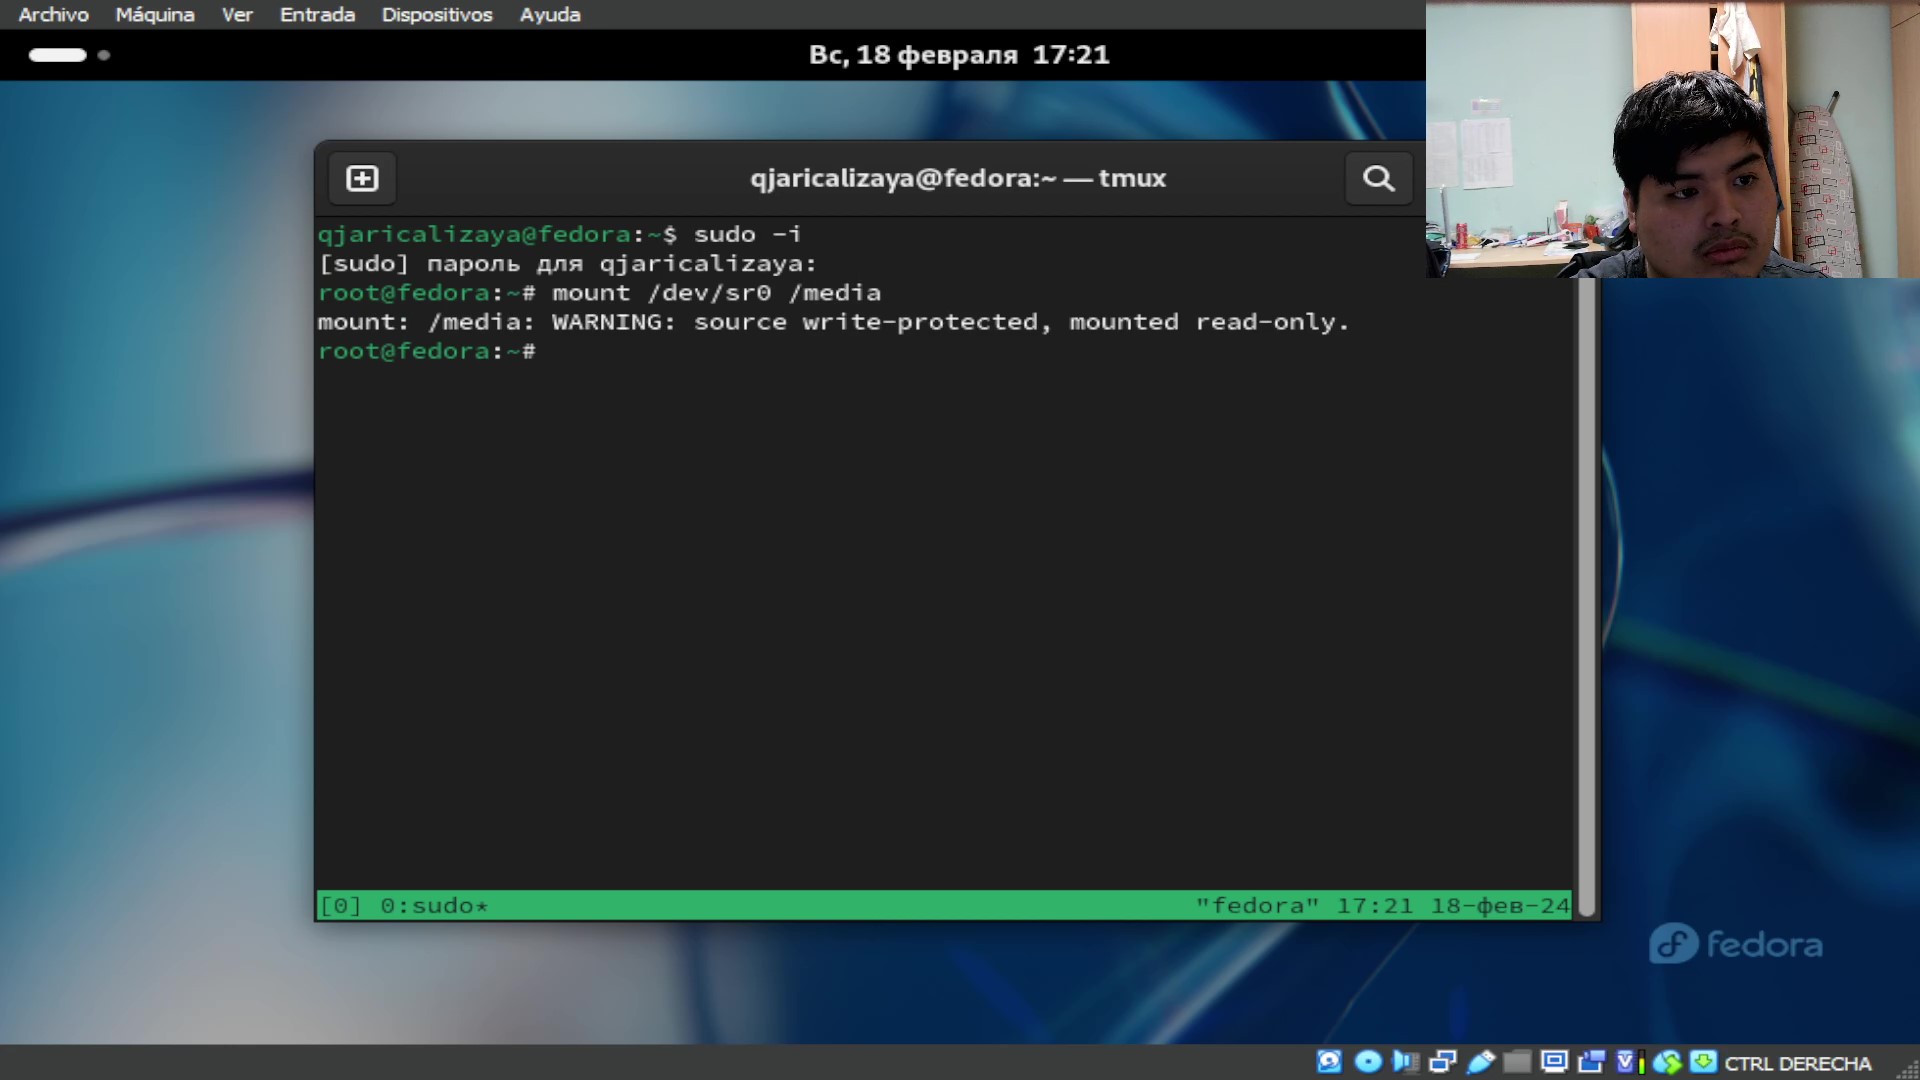 Archivo Máquina Ver Entrada Dispositivos Ayuda
Вс, 18 февраля 17:21
qjaricalizaya@fedora:~ — tmux
qjaricalizaya@fedora:~$ sudo -i
[sudo] пароль для qjaricalizaya:
root@fedora:~# mount /dev/sr0 /media
mount: /media: WARNING: source write-protected, mounted read-only.
root@fedora:~#
[0] 0:sudo* "fedora" 17:21 18-фев-24
fedora
CTRL DERECHA